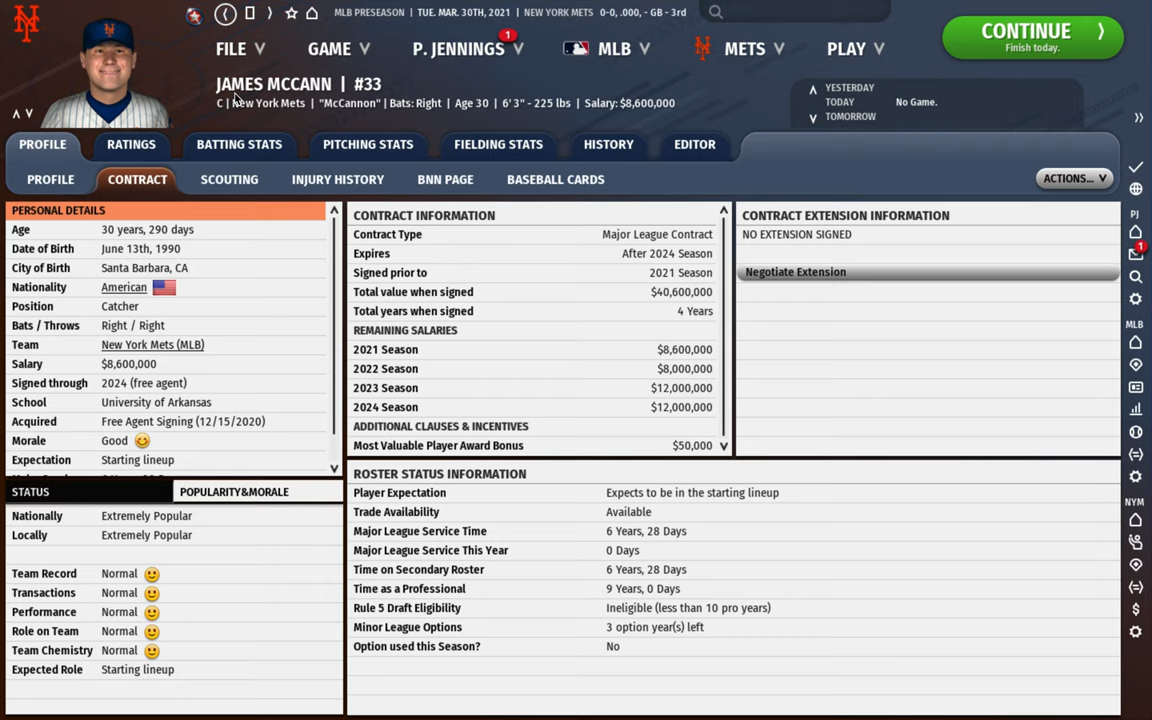 MLB PRESEASON | TUE. MAR. 30TH, 2021 | NEW YORK METS 0-0, .000, - GB - 3rd
FILE GAME P. JENNINGS 1 MLB METS PLAY
CONTINUE
Finish today.
JAMES MCCANN | #33
C | New York Mets | "McCannon" | Bats: Right | Age 30 | 6'3" - 225 lbs | Salary: $8,600,000
YESTERDAY
TODAY No Game.
TOMORROW
PROFILE RATINGS BATTING STATS PITCHING STATS FIELDING STATS HISTORY EDITOR
PROFILE CONTRACT SCOUTING INJURY HISTORY BNN PAGE BASEBALL CARDS ACTIONS...
PERSONAL DETAILS
Age 30 years, 290 days
Date of Birth June 13th, 1990
City of Birth Santa Barbara, CA
Nationality American
Position Catcher
Bats / Throws Right / Right
Team New York Mets (MLB)
Salary $8,600,000
Signed through 2024 (free agent)
School University of Arkansas
Acquired Free Agent Signing (12/15/2020)
Morale Good
Expectation Starting lineup
STATUS POPULARITY&MORALE
Nationally Extremely Popular
Locally Extremely Popular
Team Record Normal
Transactions Normal
Performance Normal
Role on Team Normal
Team Chemistry Normal
Expected Role Starting lineup
CONTRACT INFORMATION
Contract Type Major League Contract
Expires After 2024 Season
Signed prior to 2021 Season
Total value when signed $40,600,000
Total years when signed 4 Years
REMAINING SALARIES
2021 Season $8,600,000
2022 Season $8,000,000
2023 Season $12,000,000
2024 Season $12,000,000
ADDITIONAL CLAUSES & INCENTIVES
Most Valuable Player Award Bonus $50,000
CONTRACT EXTENSION INFORMATION
NO EXTENSION SIGNED
Negotiate Extension
ROSTER STATUS INFORMATION
Player Expectation Expects to be in the starting lineup
Trade Availability Available
Major League Service Time 6 Years, 28 Days
Major League Service This Year 0 Days
Time on Secondary Roster 6 Years, 28 Days
Time as a Professional 9 Years, 0 Days
Rule 5 Draft Eligibility Ineligible (less than 10 pro years)
Minor League Options 3 option year(s) left
Option used this Season? No
PJ
1
MLB
NYM